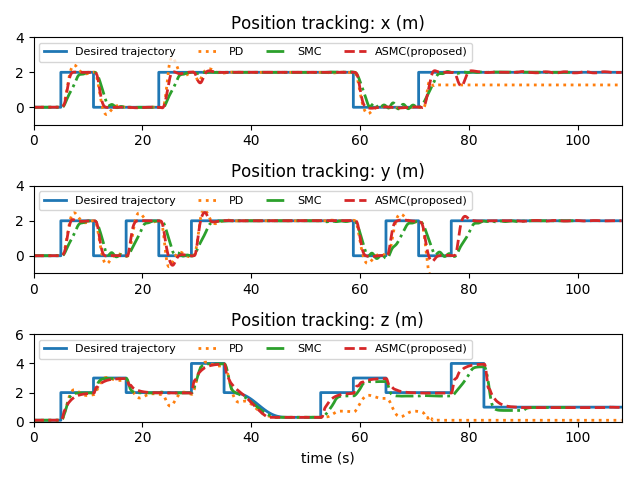 Position tracking: x (m)
4
Desired trajectory PD SMC ASMC(proposed)
2
0
0 20 40 60 80 100
Position tracking: y (m)
4
Desired trajectory PD SMC ASMC(proposed)
2
0
0 20 40 60 80 100
Position tracking: z (m)
6
Desired trajectory PD SMC ASMC(proposed)
4
2
0
0 20 40 60 80 100
time (s)